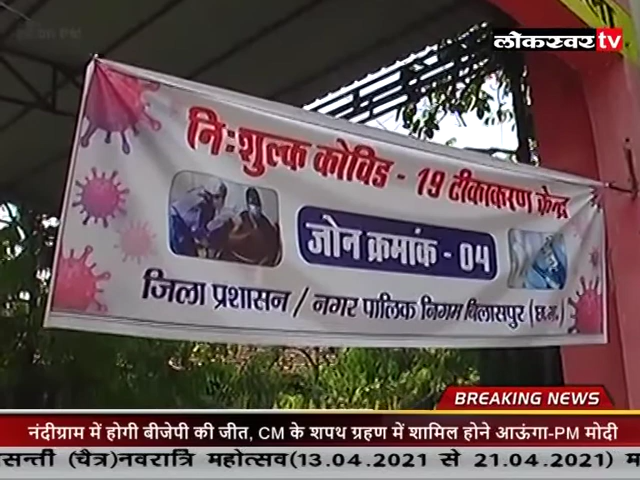 लोकस्वर tv
निःशुल्क कोविड - 19 टीकाकरण केन्द्र
जोन क्रमांक - 04
जिला प्रशासन / नगर पालिक निगम बिलासपुर (छ.ग.)
BREAKING NEWS
नंदीग्राम में होगी बीजेपी की जीत, CM के शपथ ग्रहण में शामिल होने आऊंगा-PM मोदी
सन्ती (चैत्र)नवरात्रि महोत्सव(13.04.2021 से 21.04.2021) म